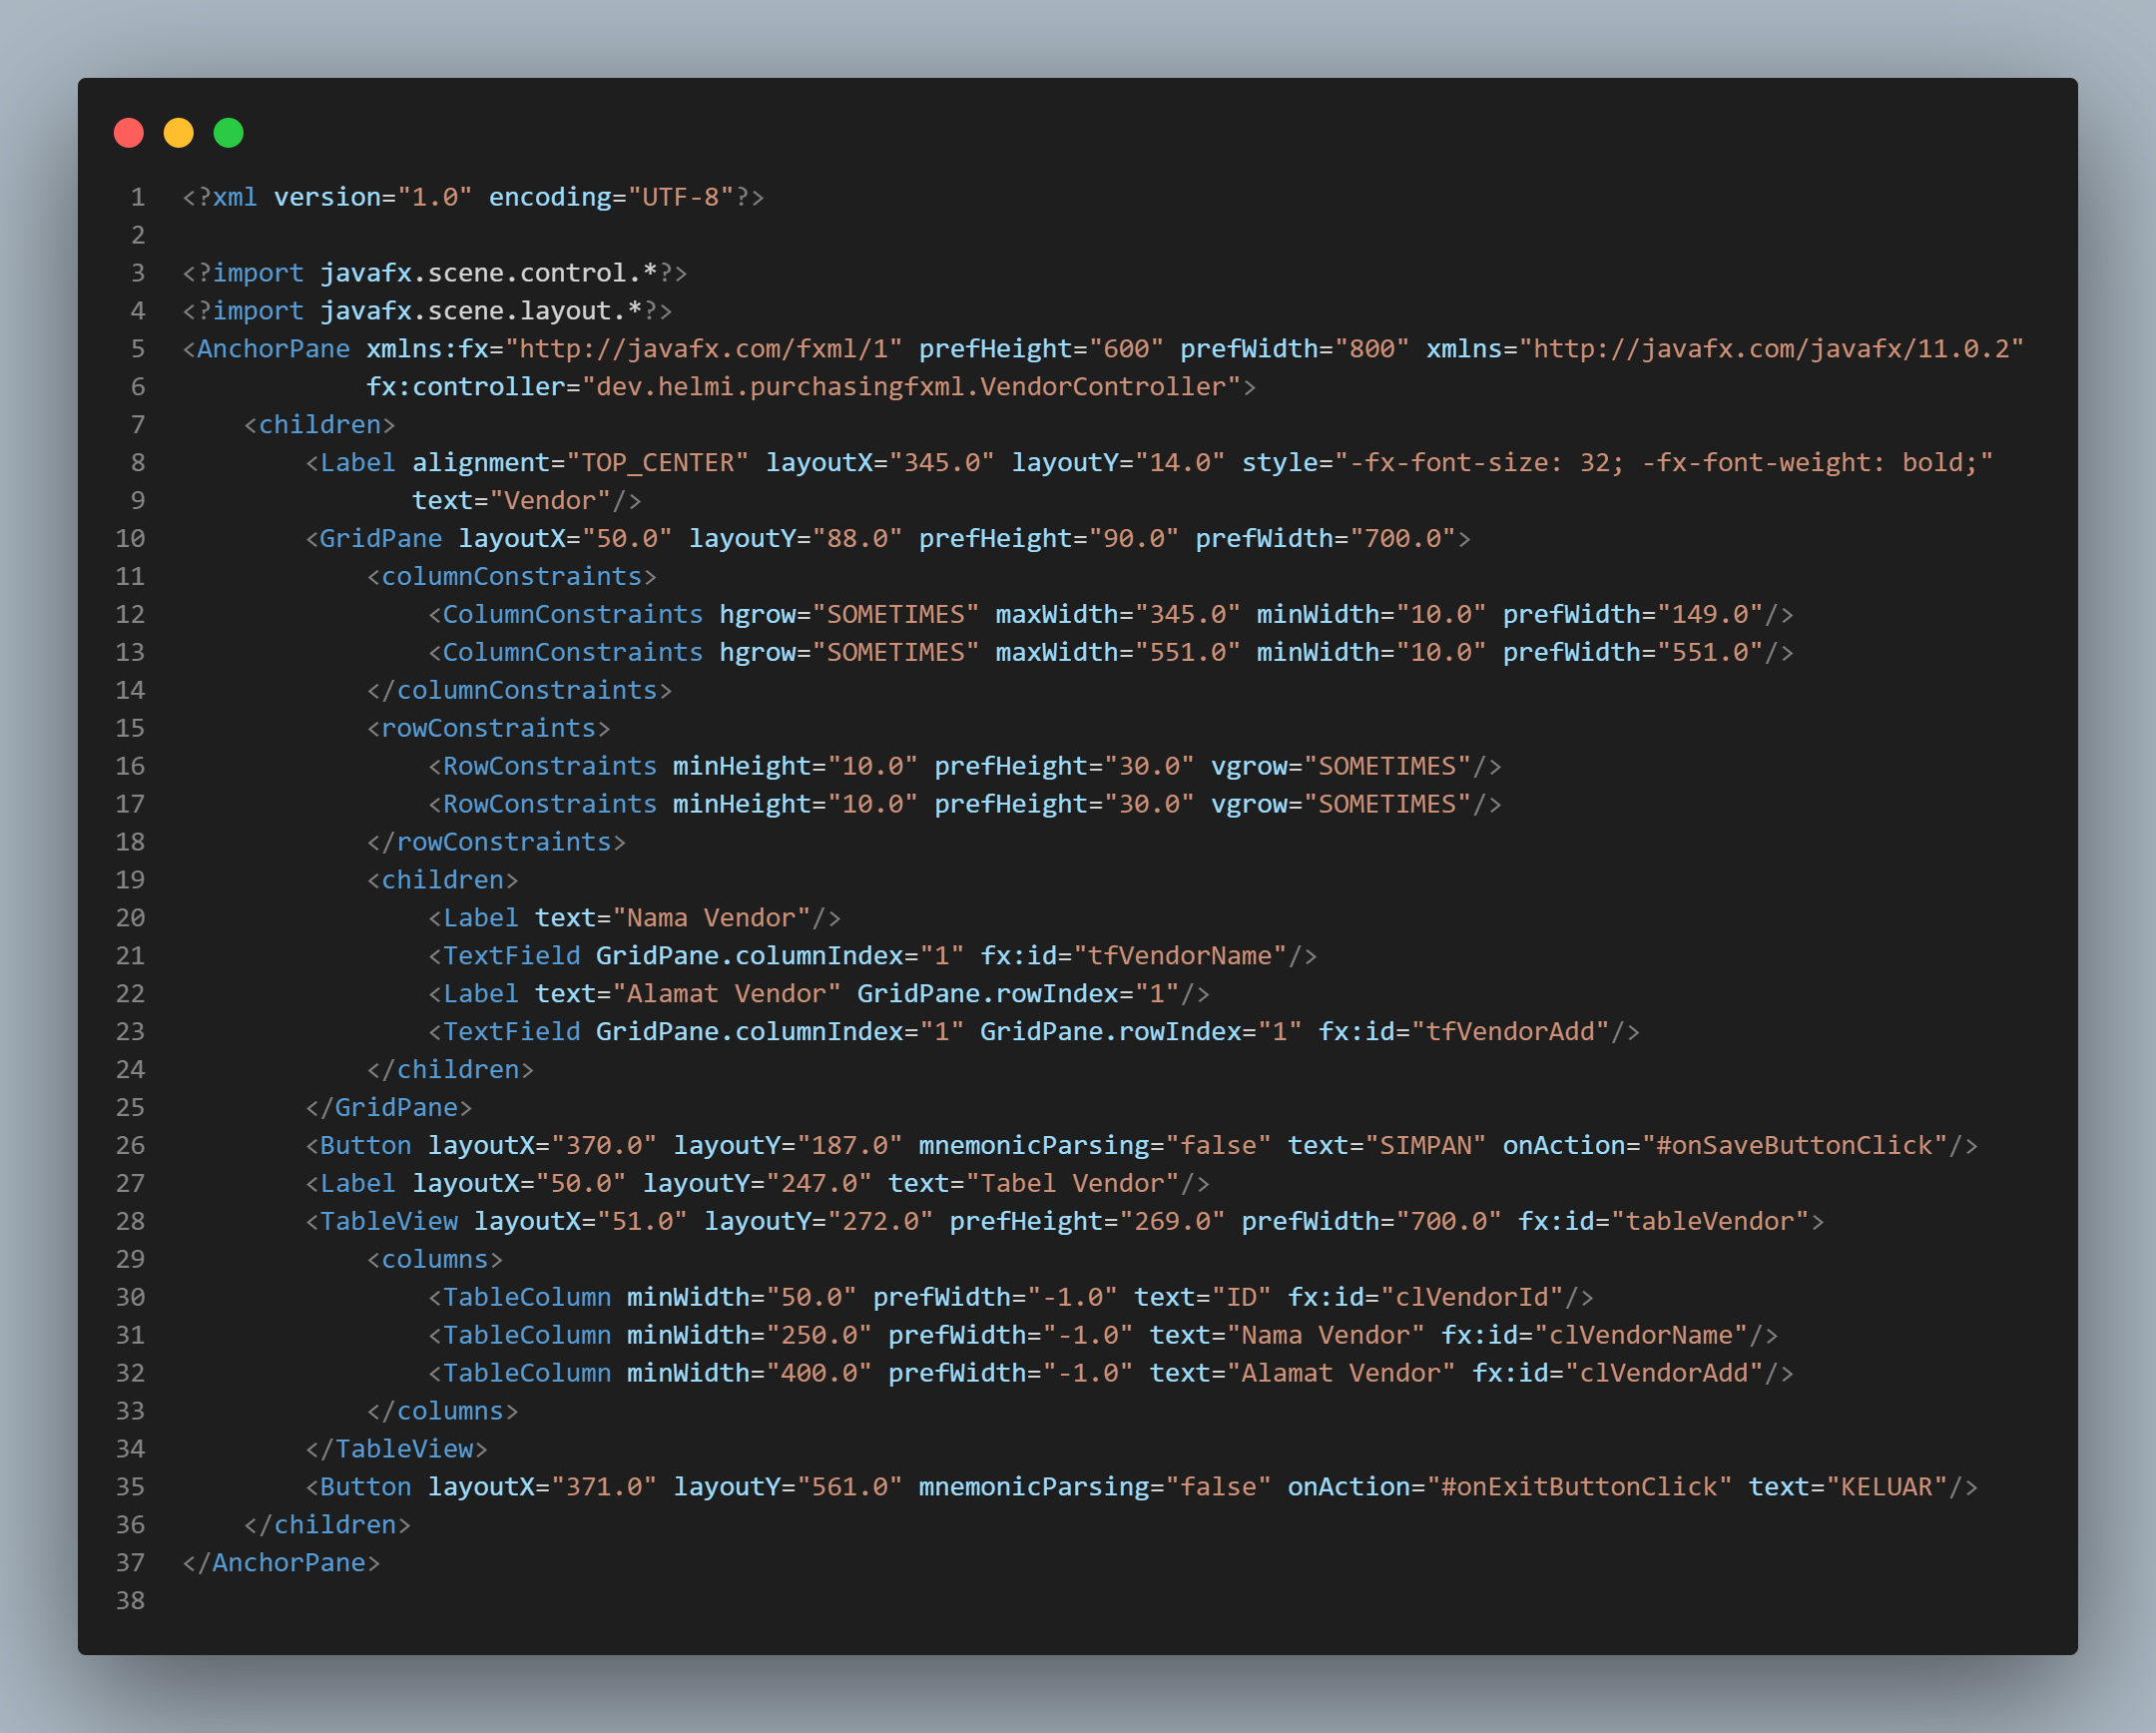 1 <?xml version="1.0" encoding="UTF-8"?>
2
3 <?import javafx.scene.control.*?>
4 <?import javafx.scene.layout.*?>
5 <AnchorPane xmlns:fx="http://javafx.com/fxml/1" prefHeight="600" prefWidth="800" xmlns="http://javafx.com/javafx/11.0.2"
6             fx:controller="dev.helmi.purchasingfxml.VendorController">
7     <children>
8         <Label alignment="TOP_CENTER" layoutX="345.0" layoutY="14.0" style="-fx-font-size: 32; -fx-font-weight: bold;"
9                text="Vendor"/>
10         <GridPane layoutX="50.0" layoutY="88.0" prefHeight="90.0" prefWidth="700.0">
11             <columnConstraints>
12                 <ColumnConstraints hgrow="SOMETIMES" maxWidth="345.0" minWidth="10.0" prefWidth="149.0"/>
13                 <ColumnConstraints hgrow="SOMETIMES" maxWidth="551.0" minWidth="10.0" prefWidth="551.0"/>
14             </columnConstraints>
15             <rowConstraints>
16                 <RowConstraints minHeight="10.0" prefHeight="30.0" vgrow="SOMETIMES"/>
17                 <RowConstraints minHeight="10.0" prefHeight="30.0" vgrow="SOMETIMES"/>
18             </rowConstraints>
19             <children>
20                 <Label text="Nama Vendor"/>
21                 <TextField GridPane.columnIndex="1" fx:id="tfVendorName"/>
22                 <Label text="Alamat Vendor" GridPane.rowIndex="1"/>
23                 <TextField GridPane.columnIndex="1" GridPane.rowIndex="1" fx:id="tfVendorAdd"/>
24             </children>
25         </GridPane>
26         <Button layoutX="370.0" layoutY="187.0" mnemonicParsing="false" text="SIMPAN" onAction="#onSaveButtonClick"/>
27         <Label layoutX="50.0" layoutY="247.0" text="Tabel Vendor"/>
28         <TableView layoutX="51.0" layoutY="272.0" prefHeight="269.0" prefWidth="700.0" fx:id="tableVendor">
29             <columns>
30                 <TableColumn minWidth="50.0" prefWidth="-1.0" text="ID" fx:id="clVendorId"/>
31                 <TableColumn minWidth="250.0" prefWidth="-1.0" text="Nama Vendor" fx:id="clVendorName"/>
32                 <TableColumn minWidth="400.0" prefWidth="-1.0" text="Alamat Vendor" fx:id="clVendorAdd"/>
33             </columns>
34         </TableView>
35         <Button layoutX="371.0" layoutY="561.0" mnemonicParsing="false" onAction="#onExitButtonClick" text="KELUAR"/>
36     </children>
37 </AnchorPane>
38